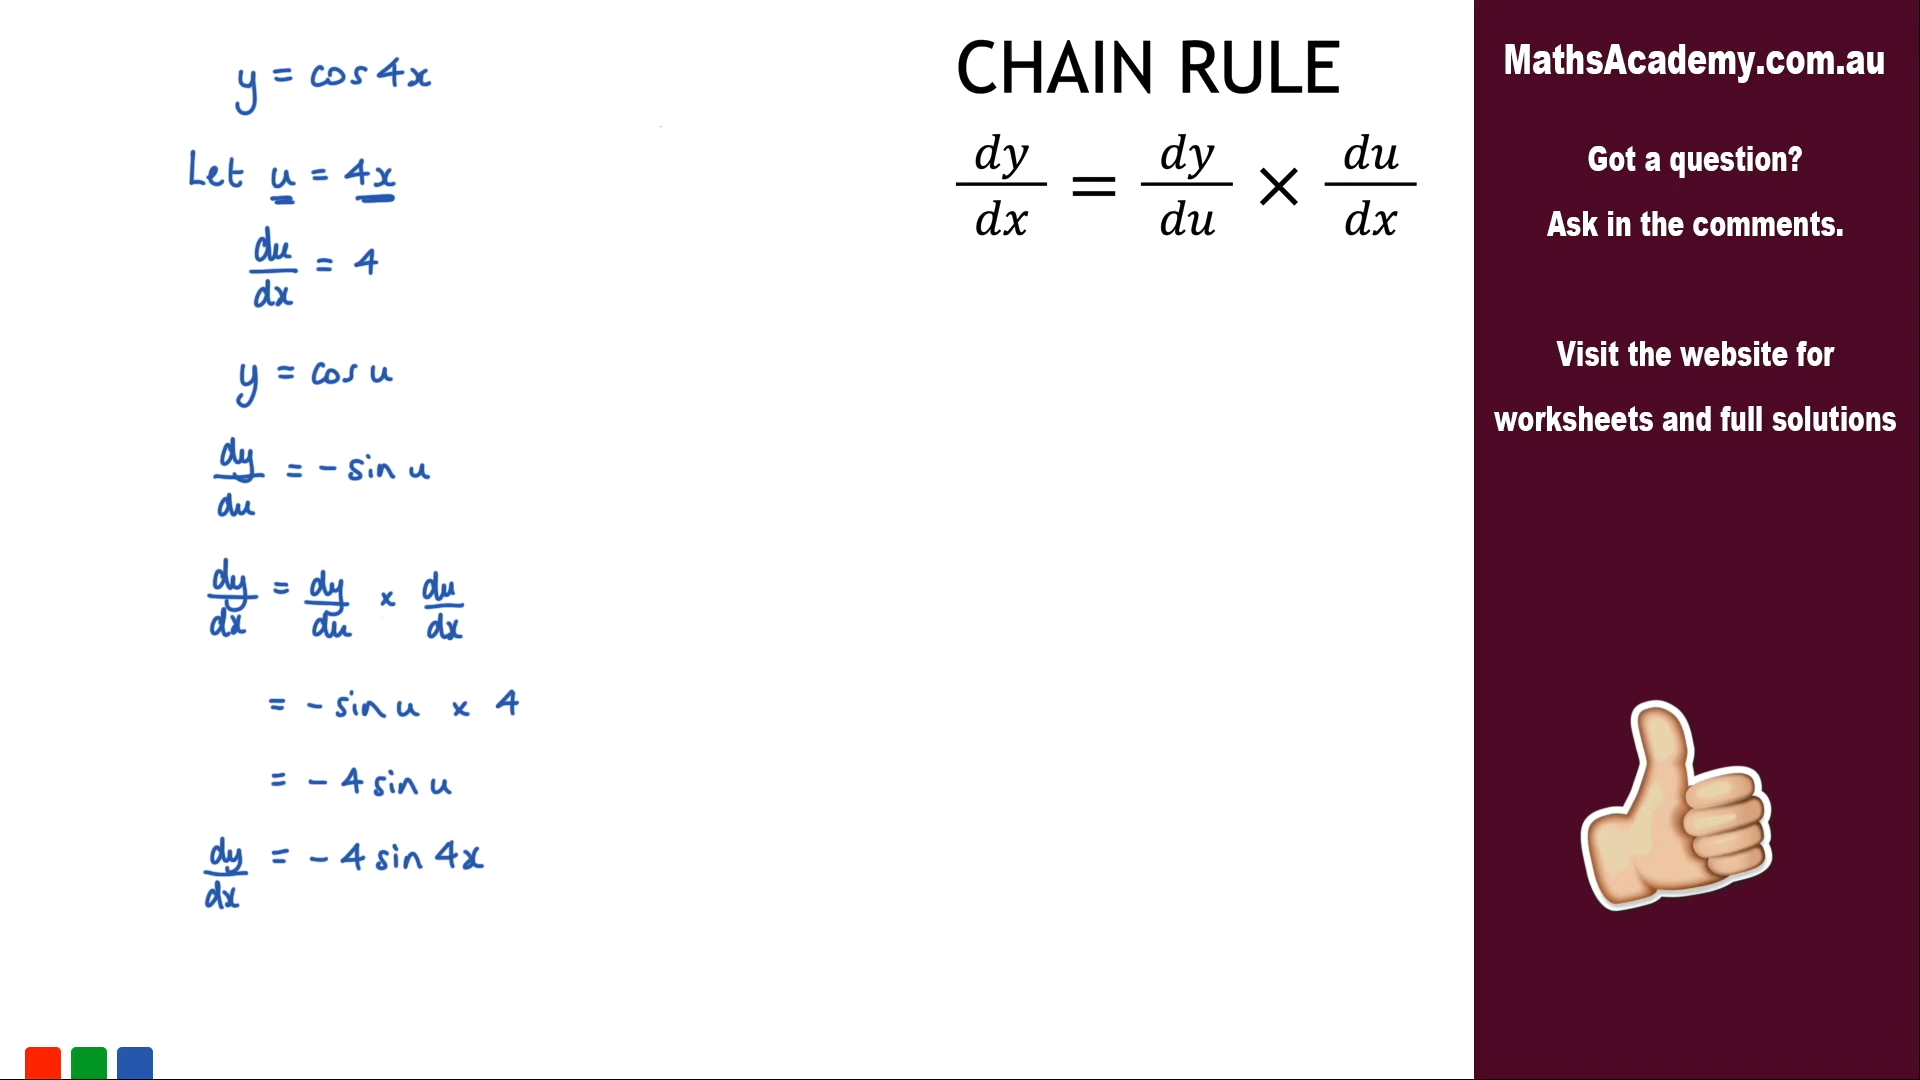 y = cos 4x
Let u = 4x
du/dx = 4
y = cos u
dy/du = - sin u
dy/dx = dy/du × du/dx
= - sin u × 4
= - 4 sin u
dy/dx = - 4 sin 4x
CHAIN RULE
dy/dx = dy/du × du/dx
MathsAcademy.com.au
Got a question?
Ask in the comments.
Visit the website for
worksheets and full solutions